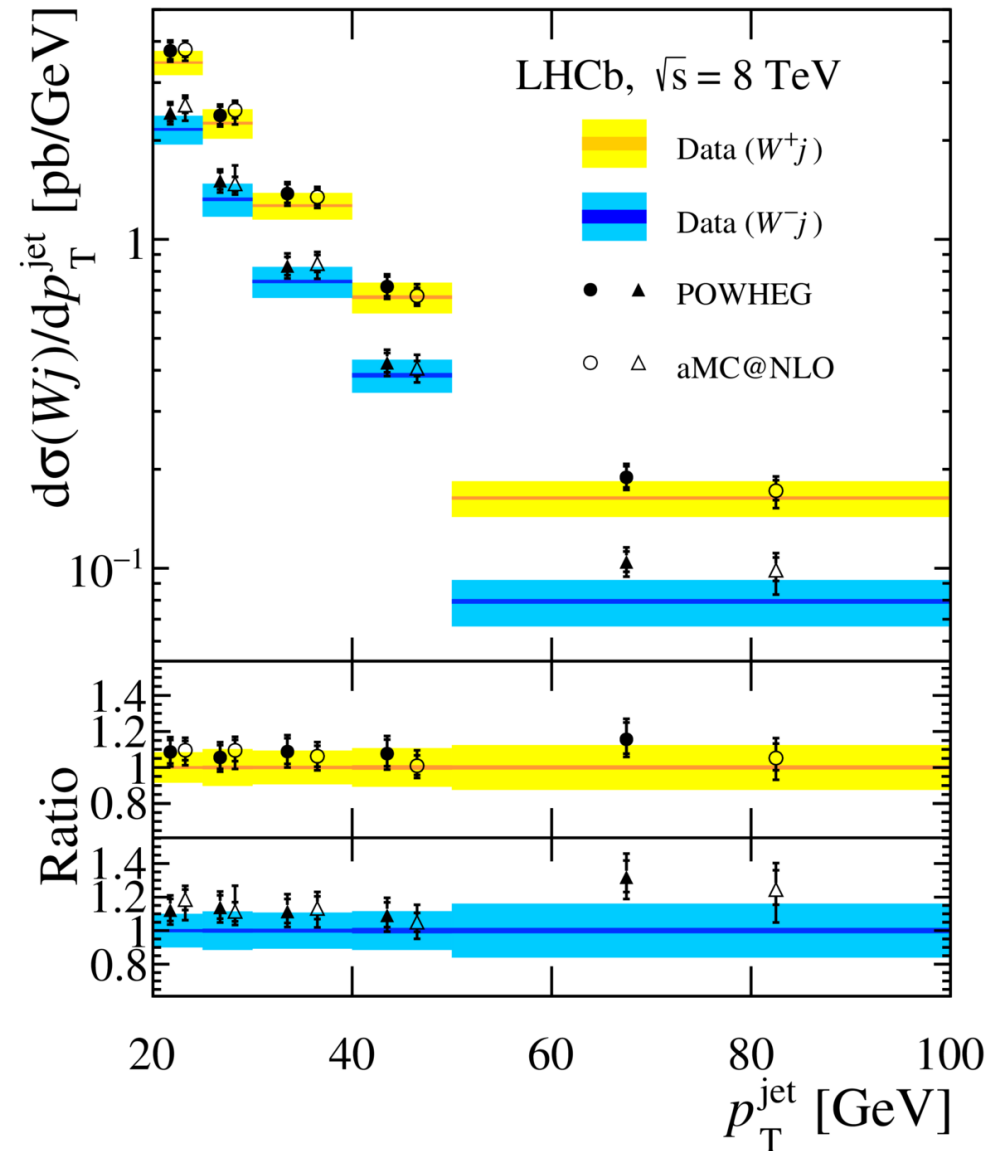 LHCb, √s = 8 TeV
Data (W⁺j)
Data (W⁻j)
POWHEG
aMC@NLO
dσ(Wj)/dp_T^jet [pb/GeV]
1
10⁻¹
Ratio
1.4
1.2
1
0.8
1.4
1.2
1
0.8
20 40 60 80 100
p_T^jet [GeV]